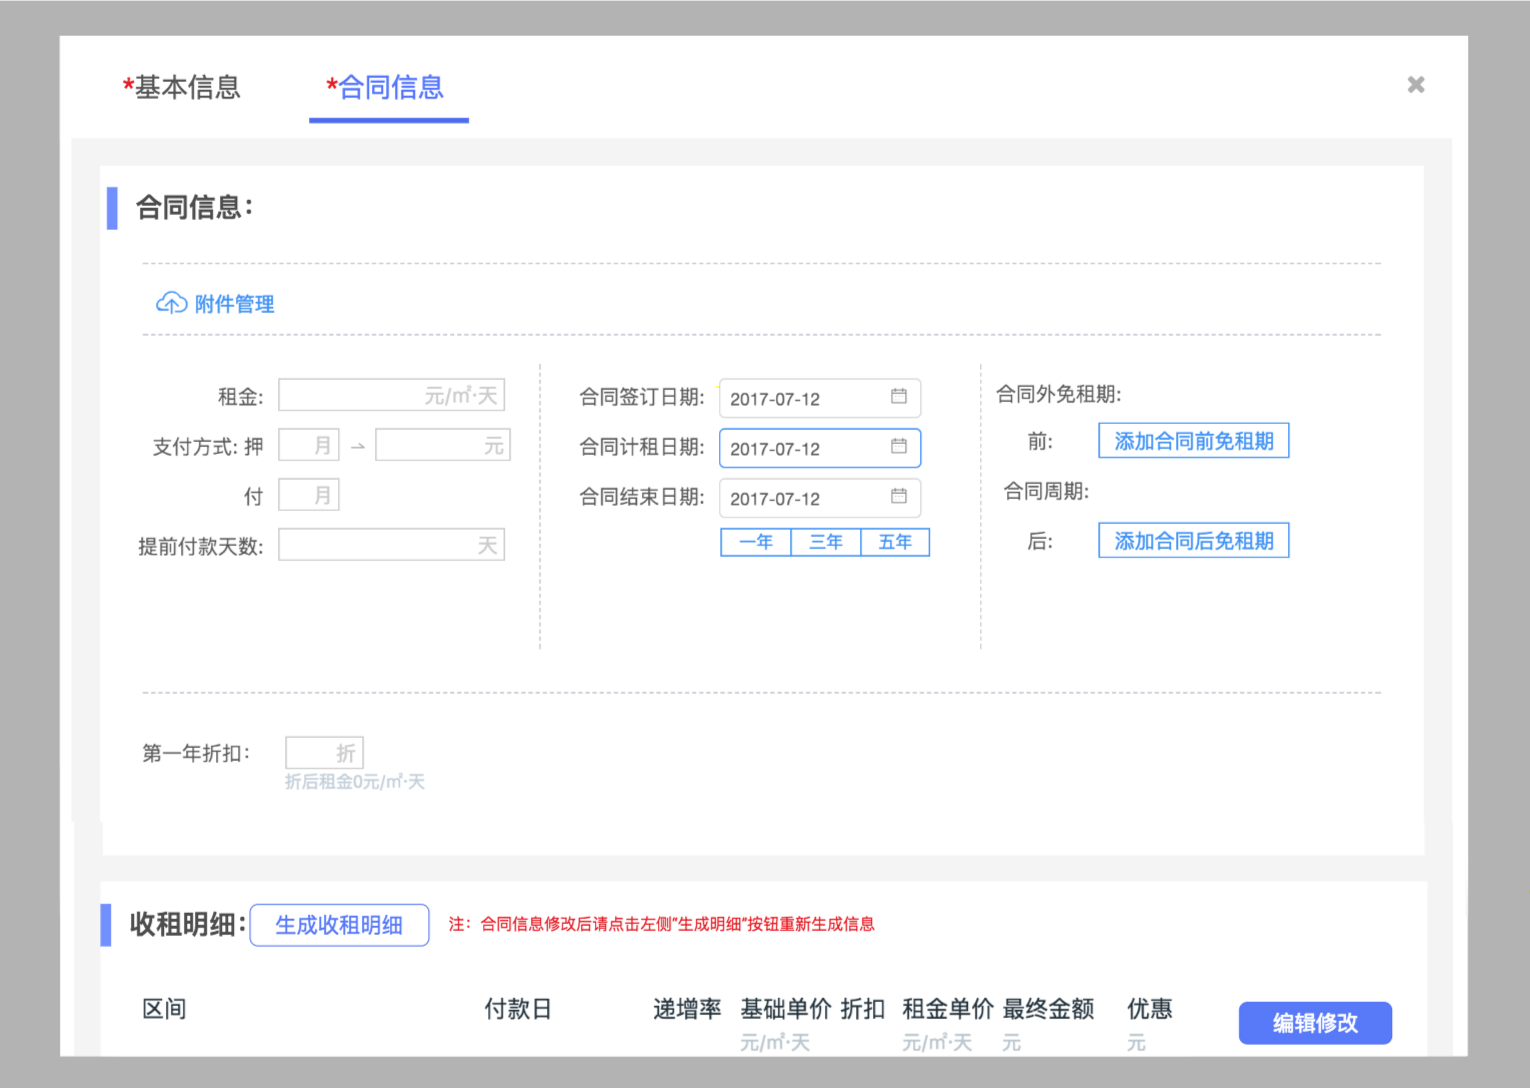 *基本信息
*合同信息
合同信息：
附件管理
租金: 元/㎡·天
支付方式: 押 月 元
付 月
提前付款天数: 天
合同签订日期: 2017-07-12
合同计租日期: 2017-07-12
合同结束日期: 2017-07-12
一年 三年 五年
合同外免租期:
前: 添加合同前免租期
合同周期:
后: 添加合同后免租期
第一年折扣： 折
折后租金0元/㎡·天
收租明细： 生成收租明细 注：合同信息修改后请点击左侧"生成明细"按钮重新生成信息
区间 付款日 递增率 基础单价 折扣 租金单价 最终金额 优惠
元/㎡·天 元/㎡·天 元 元
编辑修改